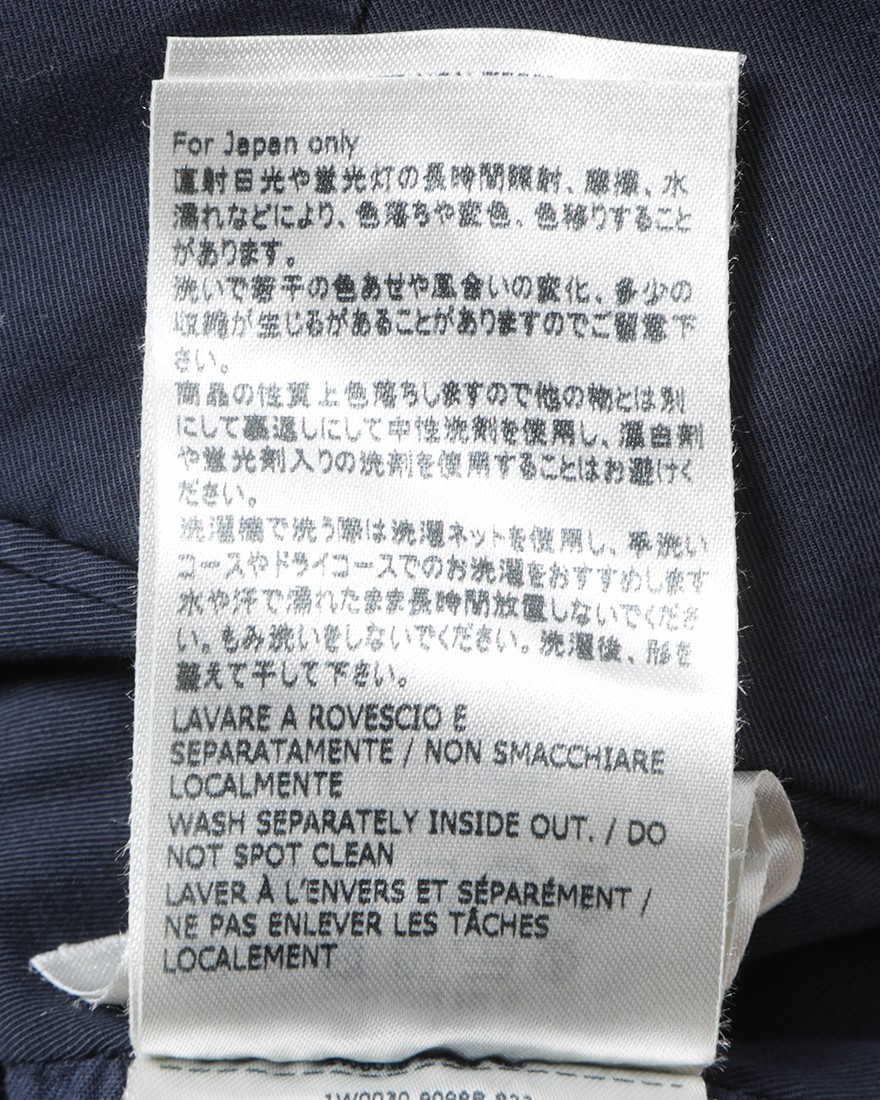 For Japan only
直射日光や蛍光灯の長時間照射、摩擦、水
濡れなどにより、色落ちや変色、色移りすること
があります。
洗いで若干の色あせや風合いの変化、多少の
収縮が生じるがあることがありますのでご留意下
さい。
商品の性質上色落ちしますので他の物とは別
にして裏返しにして中性洗剤を使用し、漂白剤
や蛍光剤入りの洗剤を使用することはお避けく
ださい。
洗濯機で洗う際は洗濯ネットを使用し、手洗い
コースやドライコースでのお洗濯をおすすめします
水や汗で濡れたまま長時間放置しないでくださ
い。もみ洗いをしないでください。洗濯後、形を
整えて干して下さい。
LAVARE A ROVESCIO E
SEPARATAMENTE / NON SMACCHIARE
LOCALMENTE
WASH SEPARATELY INSIDE OUT. / DO
NOT SPOT CLEAN
LAVER À L'ENVERS ET SÉPARÉMENT /
NE PAS ENLEVER LES TÂCHES
LOCALEMENT